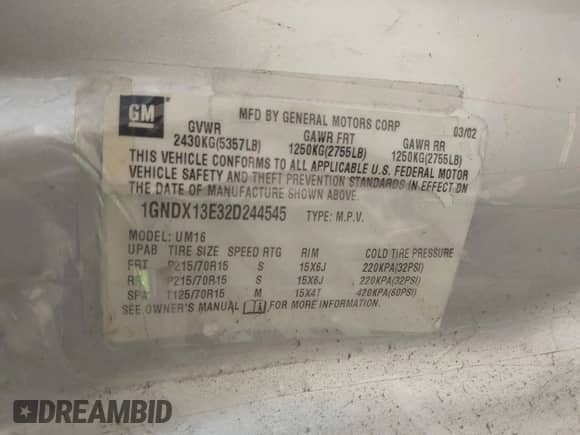 GM
MFD BY GENERAL MOTORS CORP 03/02
GVWR GAWR FRT GAWR RR
2430KG(5357LB) 1250KG(2755LB) 1250KG(2755LB)
THIS VEHICLE CONFORMS TO ALL APPLICABLE U.S. FEDERAL MOTOR
VEHICLE SAFETY AND THEFT PREVENTION STANDARDS IN EFFECT ON
THE DATE OF MANUFACTURE SHOWN ABOVE.
1GNDX13E32D244545 TYPE: M.P.V.
MODEL: UM16
UPAB TIRE SIZE SPEED RTG RIM COLD TIRE PRESSURE
FRT P215/70R15 S 15X6J 220KPA(32PSI)
RR P215/70R15 S 15X6J 220KPA(32PSI)
SPA T125/70R15 M 15X4T 420KPA(60PSI)
SEE OWNER'S MANUAL FOR MORE INFORMATION.
DREAMBID